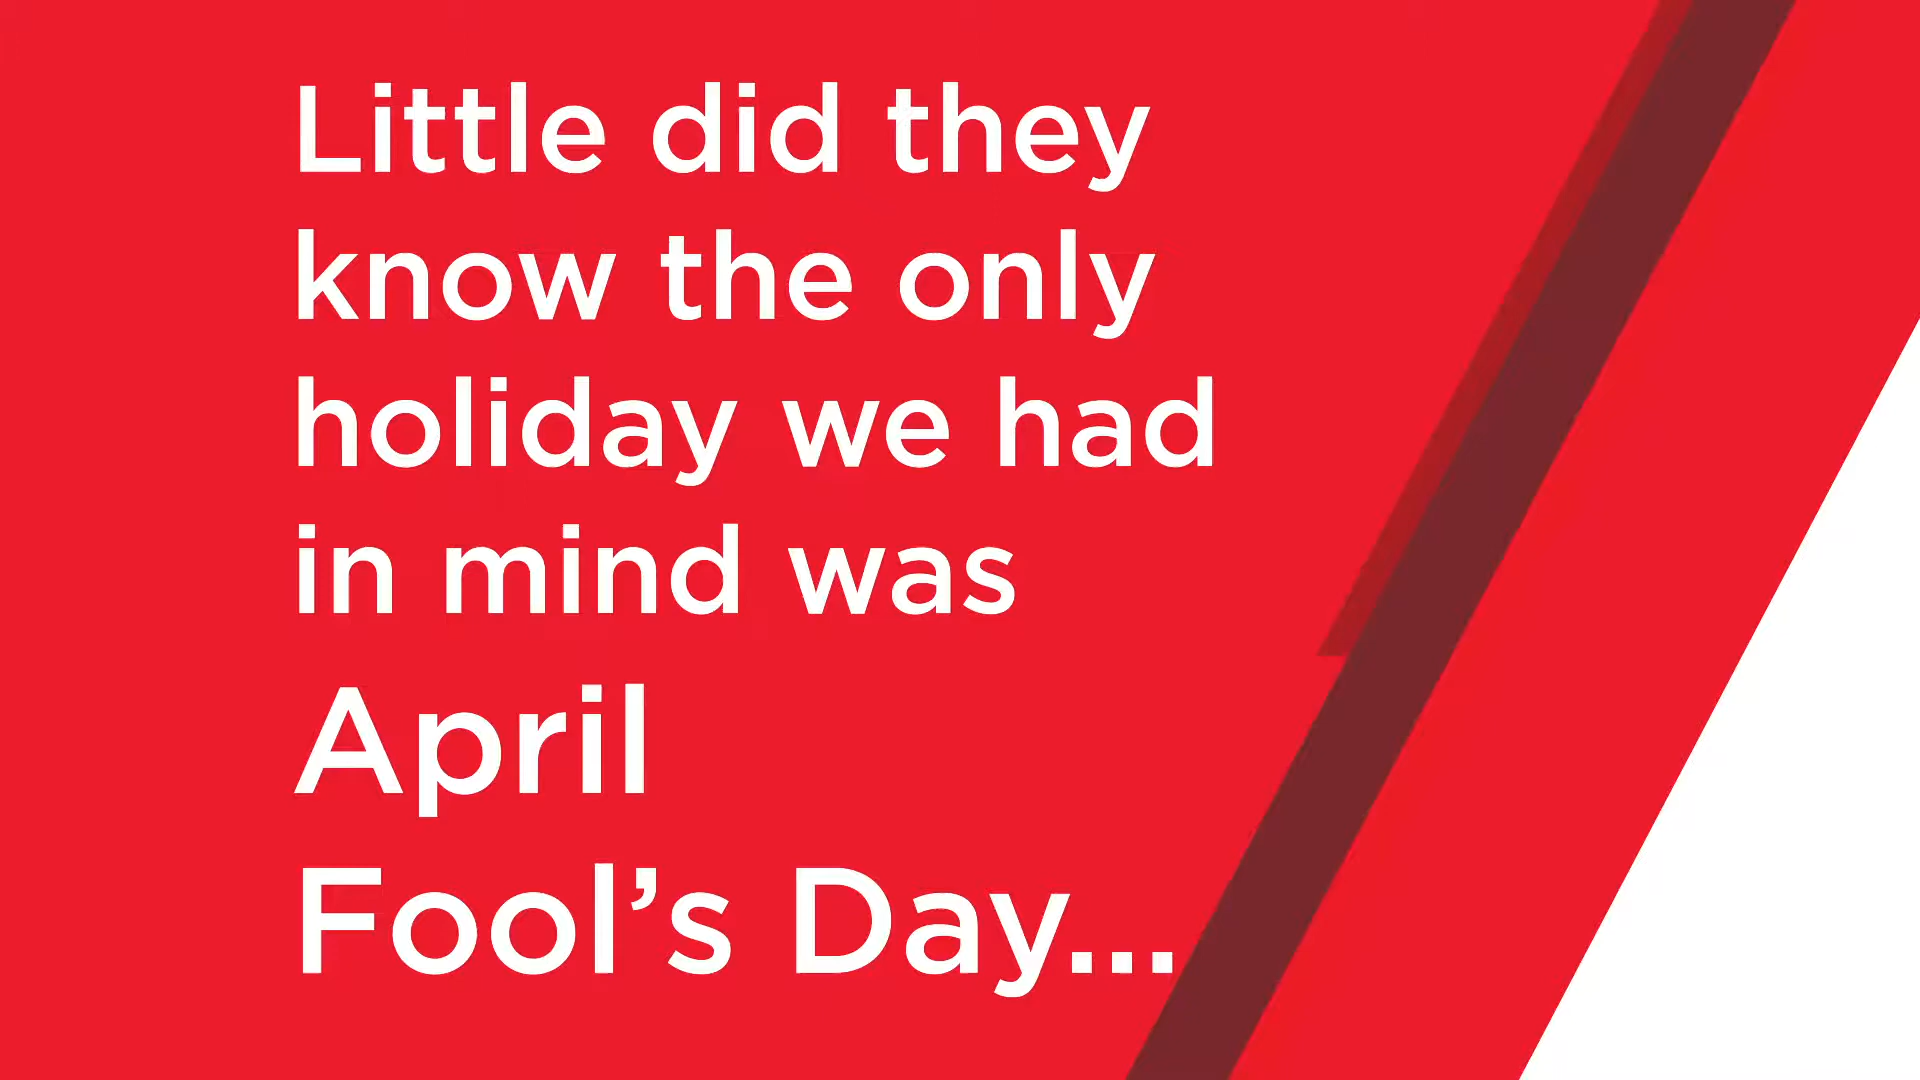 Little did they
know the only
holiday we had
in mind was
April
Fool’s Day...